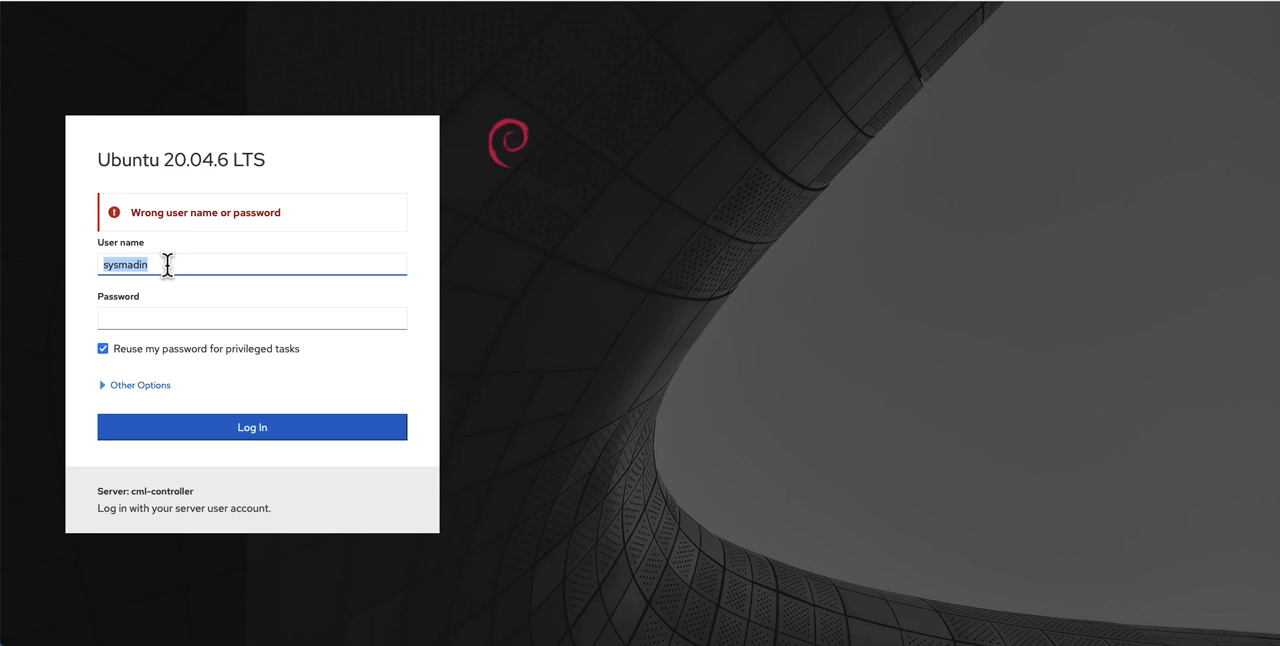 Ubuntu 20.04.6 LTS
Wrong user name or password
User name
sysmadin
Password
Reuse my password for privileged tasks
Other Options
Log In
Server: cml-controller
Log in with your server user account.